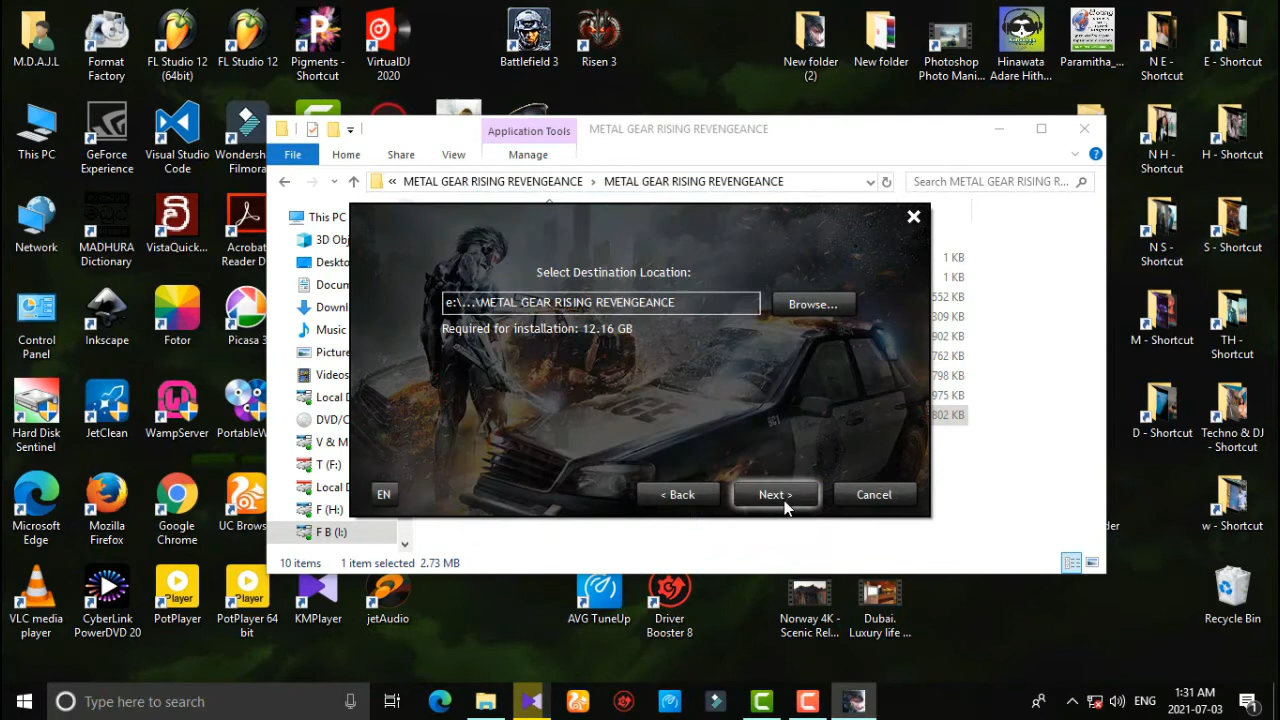 M.D.A.J.L
Format
Factory
FL Studio 12
(64bit)
FL Studio 12
Pigments -
Shortcut
VirtualDJ
2020
Battlefield 3
Risen 3
New folder
(2)
New folder
Photoshop
Photo Mani...
Hinawata
Adare Hith...
Paramitha_...
N E -
Shortcut
E - Shortcut
This PC
GeForce
Experience
Visual Studio
Code
Wondersh
Filmora
N H -
Shortcut
H - Shortcut
Network
MADHURA
Dictionary
VistaQuick...
Acrobat
Reader D
N S -
Shortcut
S - Shortcut
Control
Panel
Inkscape
Fotor
Picasa 3
M - Shortcut
TH -
Shortcut
Hard Disk
Sentinel
JetClean
WampServer
PortableW
D - Shortcut
Techno & DJ
- Shortcut
Microsoft
Edge
Mozilla
Firefox
Google
Chrome
UC Brows
der
w - Shortcut
VLC media
player
CyberLink
PowerDVD 20
PotPlayer
PotPlayer 64
bit
KMPlayer
jetAudio
AVG TuneUp
Driver
Booster 8
Norway 4K -
Scenic Rel...
Dubai.
Luxury life ...
Recycle Bin
Application Tools
METAL GEAR RISING REVENGEANCE
File
Home
Share
View
Manage
« METAL GEAR RISING REVENGEANCE > METAL GEAR RISING REVENGEANCE
Search METAL GEAR RISING R...
This PC
3D Obj
Deskto
Docum
Downl
Music
Picture
Videos
Local D
DVD/C
V & M
T (F:)
Local D
F (H:)
F B (I:)
1 KB
1 KB
552 KB
309 KB
902 KB
762 KB
798 KB
975 KB
802 KB
Select Destination Location:
e:\...\METAL GEAR RISING REVENGEANCE
Browse...
Required for installation: 12.16 GB
EN
< Back
Next >
Cancel
10 items
1 item selected 2.73 MB
Type here to search
ENG
1:31 AM
2021-07-03